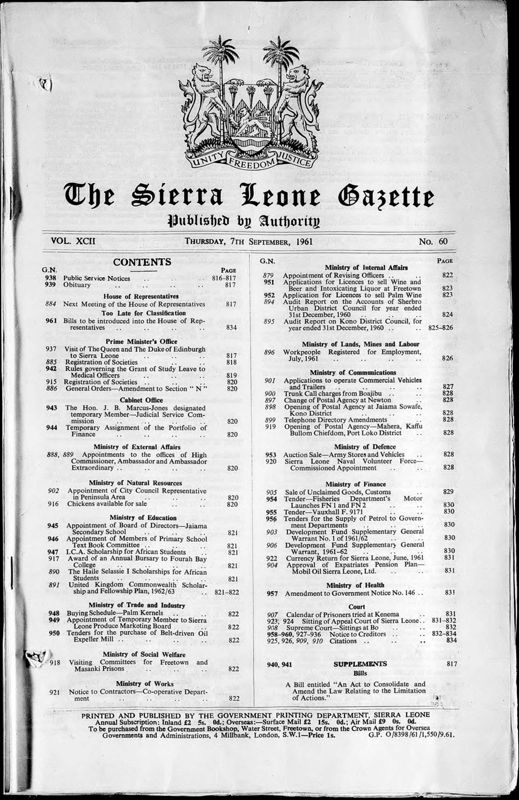 UNITY FREEDOM JUSTICE
The Sierra Leone Gazette
Published by Authority
VOL. XCII THURSDAY, 7TH SEPTEMBER, 1961 No. 60
CONTENTS
G.N. PAGE
938 Public Service Notices .. .. .. 816-817
939 Obituary .. .. .. .. 817
House of Representatives
884 Next Meeting of the House of Representatives 817
Too Late for Classification
961 Bills to be introduced into the House of Rep-
resentatives .. .. .. .. 834
Prime Minister's Office
937 Visit of The Queen and The Duke of Edinburgh
to Sierra Leone .. .. .. 817
885 Registration of Societies .. .. .. 818
942 Rules governing the Grant of Study Leave to
Medical Officers .. .. .. 819
915 Registration of Societies .. .. .. 820
886 General Orders—Amendment to Section "N" 820
Cabinet Office
943 The Hon. J. B. Marcus-Jones designated
temporary Member—Judicial Service Com-
mission .. .. .. .. 820
944 Temporary Assignment of the Portfolio of
Finance .. .. .. .. 820
Ministry of External Affairs
888, 889 Appointments to the offices of High
Commissioner, Ambassador and Ambassador
Extraordinary .. .. .. .. 820
Ministry of Natural Resources
902 Appointment of City Council Representative
in Peninsula Area .. .. .. 820
916 Chickens available for sale .. .. 820
Ministry of Education
945 Appointment of Board of Directors—Jaiama
Secondary School .. .. .. 821
946 Appointment of Members of Primary School
Text Book Committee .. .. .. 821
947 I.C.A. Scholarship for African Students 821
917 Award of an Annual Bursary to Fourah Bay
College .. .. .. .. 821
890 The Haile Selassie I Scholarships for African
Students .. .. .. .. 821
891 United Kingdom Commonwealth Scholar-
ship and Fellowship Plan, 1962/63 .. 821-822
Ministry of Trade and Industry
948 Buying Schedule—Palm Kernels .. .. 822
949 Appointment of Temporary Member to Sierra
Leone Produce Marketing Board .. 822
950 Tenders for the purchase of Belt-driven Oil
Expeller Mill .. .. .. .. 822
Ministry of Social Welfare
918 Visiting Committees for Freetown and
Masanki Prisons .. .. .. 822
Ministry of Works
921 Notice to Contractors—Co-operative Depart-
ment .. .. .. .. 822
G.N. PAGE
Ministry of Internal Affairs
879 Appointment of Revising Officers .. .. 822
951 Applications for Licences to sell Wine and
Beer and Intoxicating Liquor at Freetown 823
952 Application for Licences to sell Palm Wine 823
894 Audit Report on the Accounts of Sherbro
Urban District Council for year ended
31st December, 1960 .. .. .. 824
895 Audit Report on Kono District Council, for
year ended 31st December, 1960 .. .. 825-826
Ministry of Lands, Mines and Labour
896 Workpeople Registered for Employment,
July, 1961 .. .. .. .. 826
Ministry of Communications
901 Applications to operate Commercial Vehicles
and Trailers .. .. .. .. 827
900 Trunk Call charges from Boajibu .. .. 828
897 Change of Postal Agency at Newton .. 828
898 Opening of Postal Agency at Jaiama Sowafe,
Kono District .. .. .. 828
899 Telephone Directory Amendments .. 828
919 Opening of Postal Agency—Mahera, Kaffu
Bullom Chiefdom, Port Loko District .. 828
Ministry of Defence
953 Auction Sale—Army Stores and Vehicles .. 828
920 Sierra Leone Naval Volunteer Force—
Commissioned Appointment .. .. 828
Ministry of Finance
905 Sale of Unclaimed Goods, Customs .. 829
954 Tender—Fisheries Department's Motor
Launches FN 1 and FN 2 .. .. 830
955 Tender—Vauxhall F. 9171 .. .. 830
956 Tenders for the Supply of Petrol to Govern-
ment Departments .. .. .. 830
903 Development Fund Supplementary General
Warrant No. 1 of 1961/62 .. .. 830
906 Development Fund Supplementary General
Warrant, 1961-62 .. .. .. 830
922 Currency Return for Sierra Leone, June, 1961 831
904 Approval of Expatriates Pension Plan—
Mobil Oil Sierra Leone, Ltd. .. .. 831
Ministry of Health
957 Amendment to Government Notice No. 146 .. 831
Court
907 Calendar of Prisoners tried at Kenema 831
923, 924 Sitting of Appeal Court of Sierra Leone .. 831-832
908 Supreme Court—Sittings at Bo .. 832
958-960, 927-936 Notice to Creditors .. .. 832-834
925, 926, 909, 910 Citations .. .. .. 834
940, 941 SUPPLEMENTS 817
Bills
A Bill entitled "An Act to Consolidate and
Amend the Law Relating to the Limitation
of Actions."
PRINTED AND PUBLISHED BY THE GOVERNMENT PRINTING DEPARTMENT, SIERRA LEONE
Annual Subscription: Inland £2 5s. 0d.; Overseas:—Surface Mail £2 15s. 0d.; Air Mail £9 0s. 0d.
To be purchased from the Government Bookshop, Water Street, Freetown, or from the Crown Agents for Oversea
Governments and Administrations, 4 Millbank, London, S.W.1—Price 1s. G.P. O/8398/61/1,550/9.61.